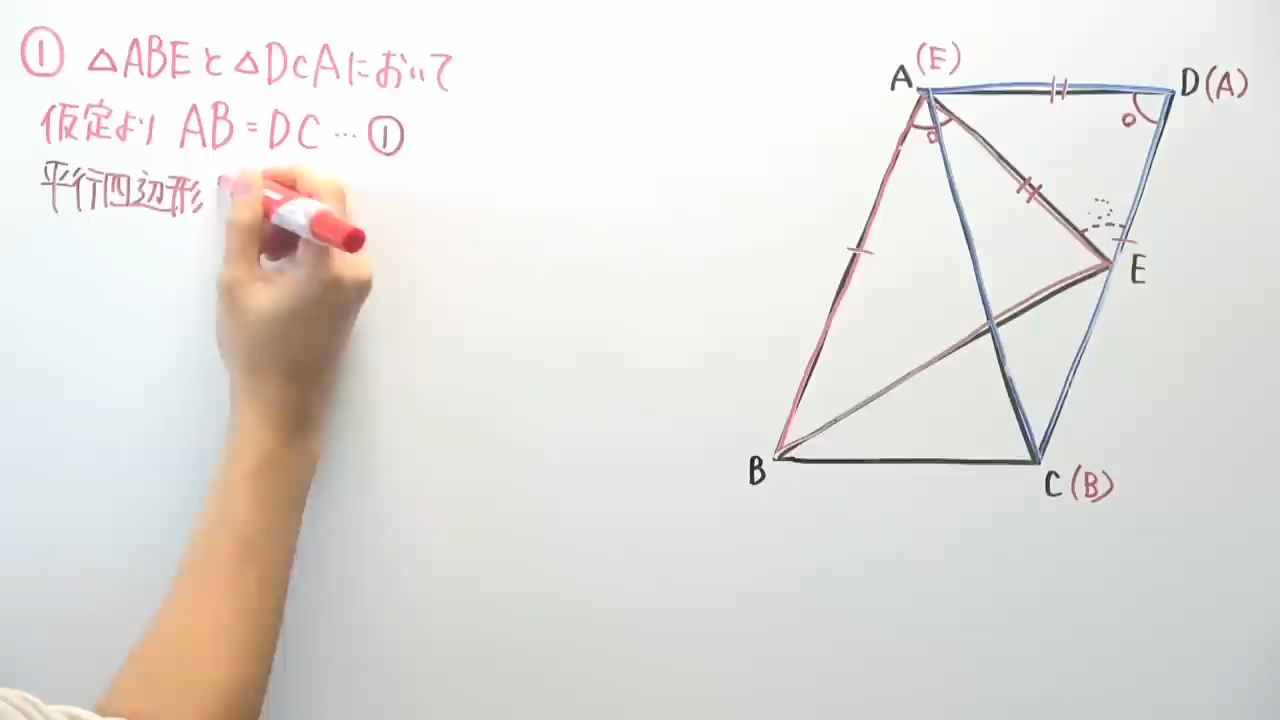 ① △ABEと△DCAにおいて
仮定より AB=DC…①
平行四辺形
A(E)
D(A)
E
B
C(B)